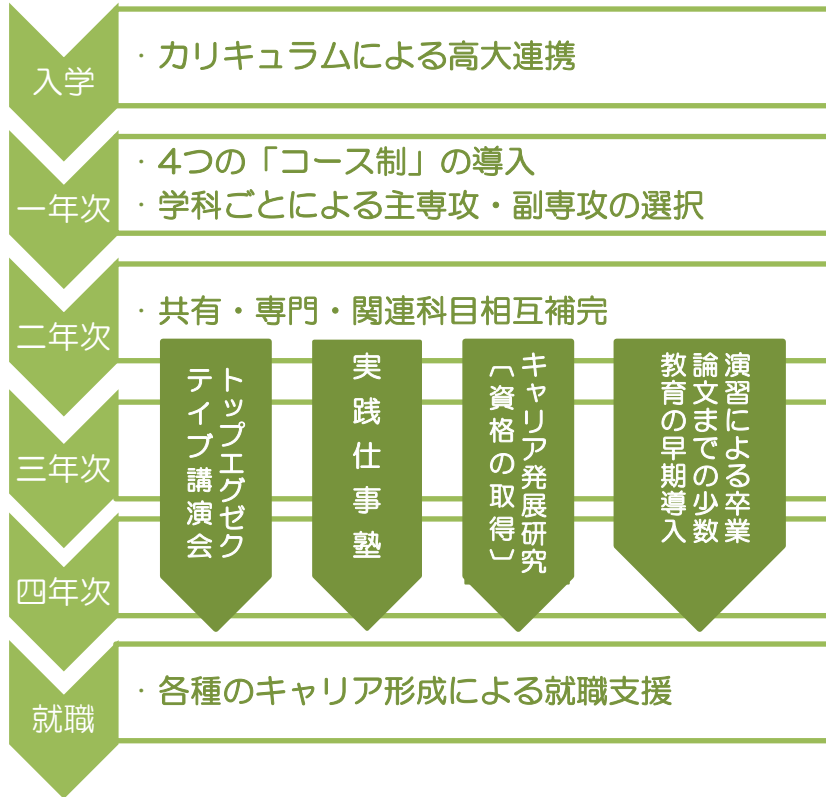 入学
・カリキュラムによる高大連携
一年次
・4つの「コース制」の導入
・学科ごとによる主専攻・副専攻の選択
二年次
・共有・専門・関連科目相互補完
三年次
四年次
トップエグゼク
ティブ講演会
実践仕事塾
キャリア発展研究
〔資格の取得〕
演習による卒業
論文までの少数
教育の早期導入
就職
・各種のキャリア形成による就職支援